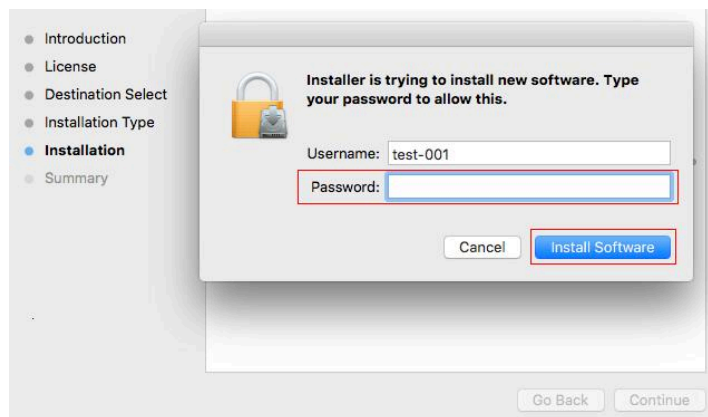 Introduction
License
Destination Select
Installation Type
Installation
Summary
Installer is trying to install new software. Type
your password to allow this.
Username: test-001
Password:
Cancel
Install Software
Go Back
Continue